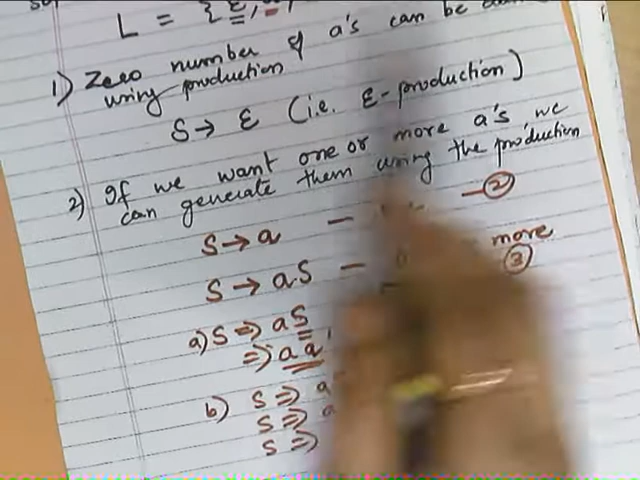 L = { ε,
1) Zero number of a's can be
using production
S → ε (i.e. ε-production)
2) If we want one or more a's we
can generate them using the production
S → a — — ②
S → aS — more ③
a) S ⇒ aS
⇒ aa
b) S ⇒ a
S ⇒ a
S ⇒